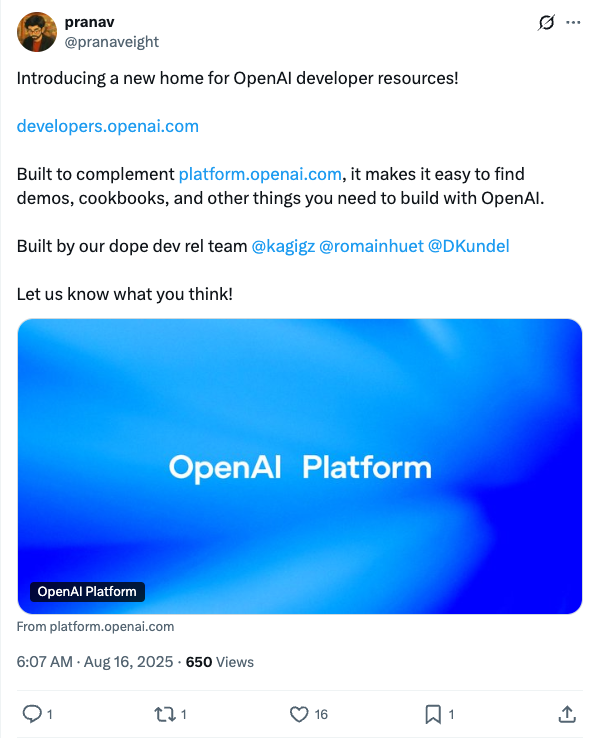 pranav
@pranaveight
Introducing a new home for OpenAI developer resources!
developers.openai.com
Built to complement platform.openai.com, it makes it easy to find
demos, cookbooks, and other things you need to build with OpenAI.
Built by our dope dev rel team @kagigz @romainhuet @DKundel
Let us know what you think!
OpenAI Platform
OpenAI Platform
From platform.openai.com
6:07 AM · Aug 16, 2025 · 650 Views
1 1 16 1